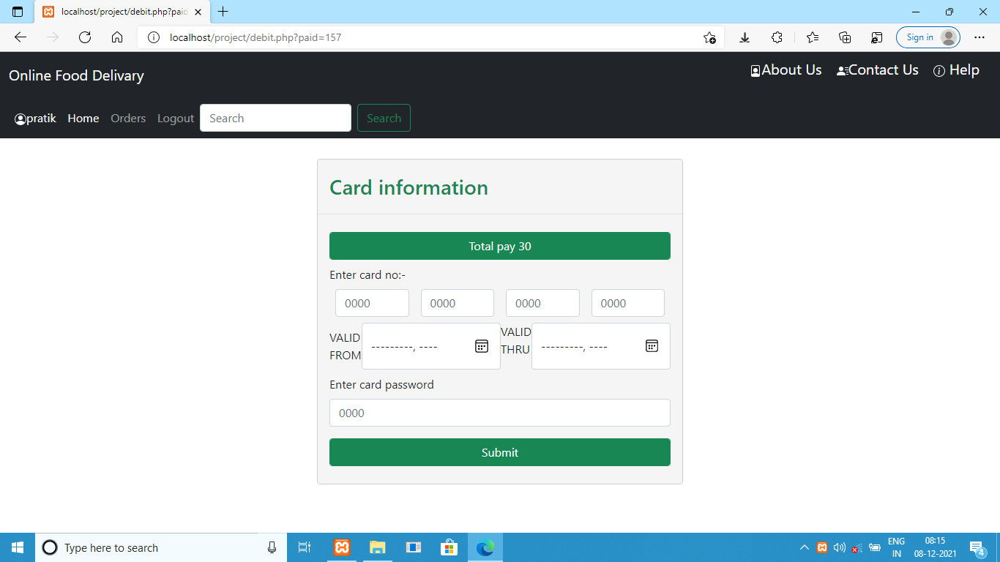 localhost/project/debit.php?paid
localhost/project/debit.php?paid=157
Sign in
Online Food Delivary
About Us
Contact Us
Help
pratik
Home
Orders
Logout
Search
Search
Card information
Total pay 30
Enter card no:-
0000
0000
0000
0000
VALID
FROM
---------, ----
VALID
THRU
---------, ----
Enter card password
0000
Submit
Type here to search
ENG
IN
08:15
08-12-2021
4